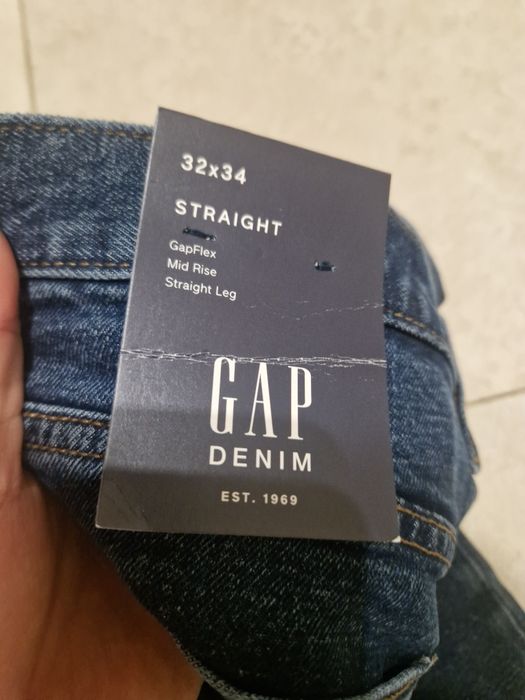 32x34
STRAIGHT
GapFlex
Mid Rise
Straight Leg
GAP
DENIM
EST. 1969